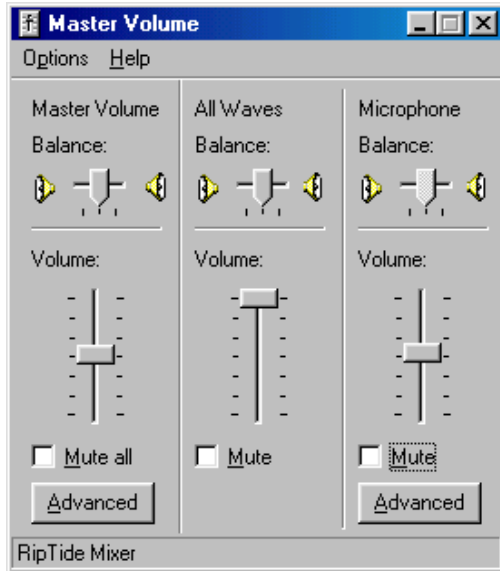 Master Volume
Options Help
Master Volume
Balance:
Volume:
Mute all
Advanced
All Waves
Balance:
Volume:
Mute
Microphone
Balance:
Volume:
Mute
Advanced
RipTide Mixer